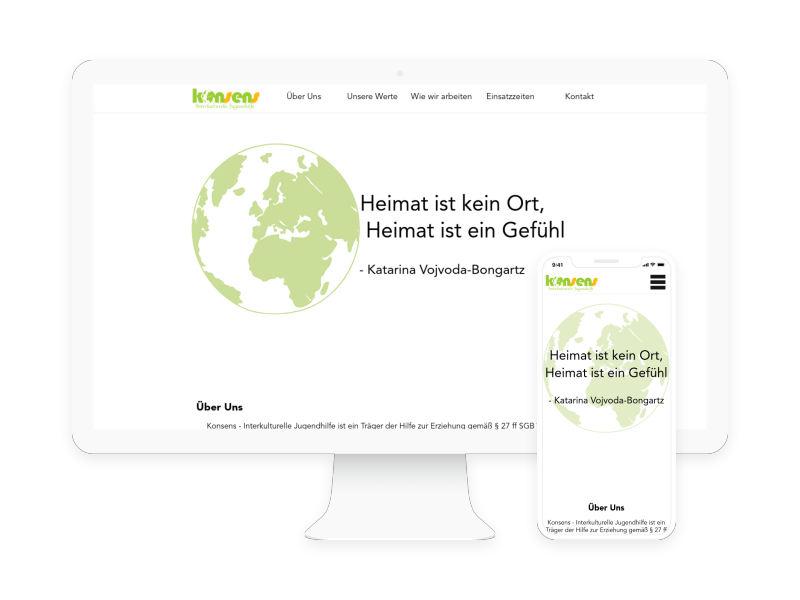 konsens
Interkulturelle Jugendhilfe
Über Uns Unsere Werte Wie wir arbeiten Einsatzzeiten Kontakt
Heimat ist kein Ort,
Heimat ist ein Gefühl
- Katarina Vojvoda-Bongartz
Über Uns
Konsens - Interkulturelle Jugendhilfe ist ein Träger der Hilfe zur Erziehung gemäß § 27 ff SGB
9:41
konsens
Interkulturelle Jugendhilfe
Heimat ist kein Ort,
Heimat ist ein Gefühl
- Katarina Vojvoda-Bongartz
Über Uns
Konsens - Interkulturelle Jugendhilfe ist ein
Träger der Hilfe zur Erziehung gemäß § 27 ff